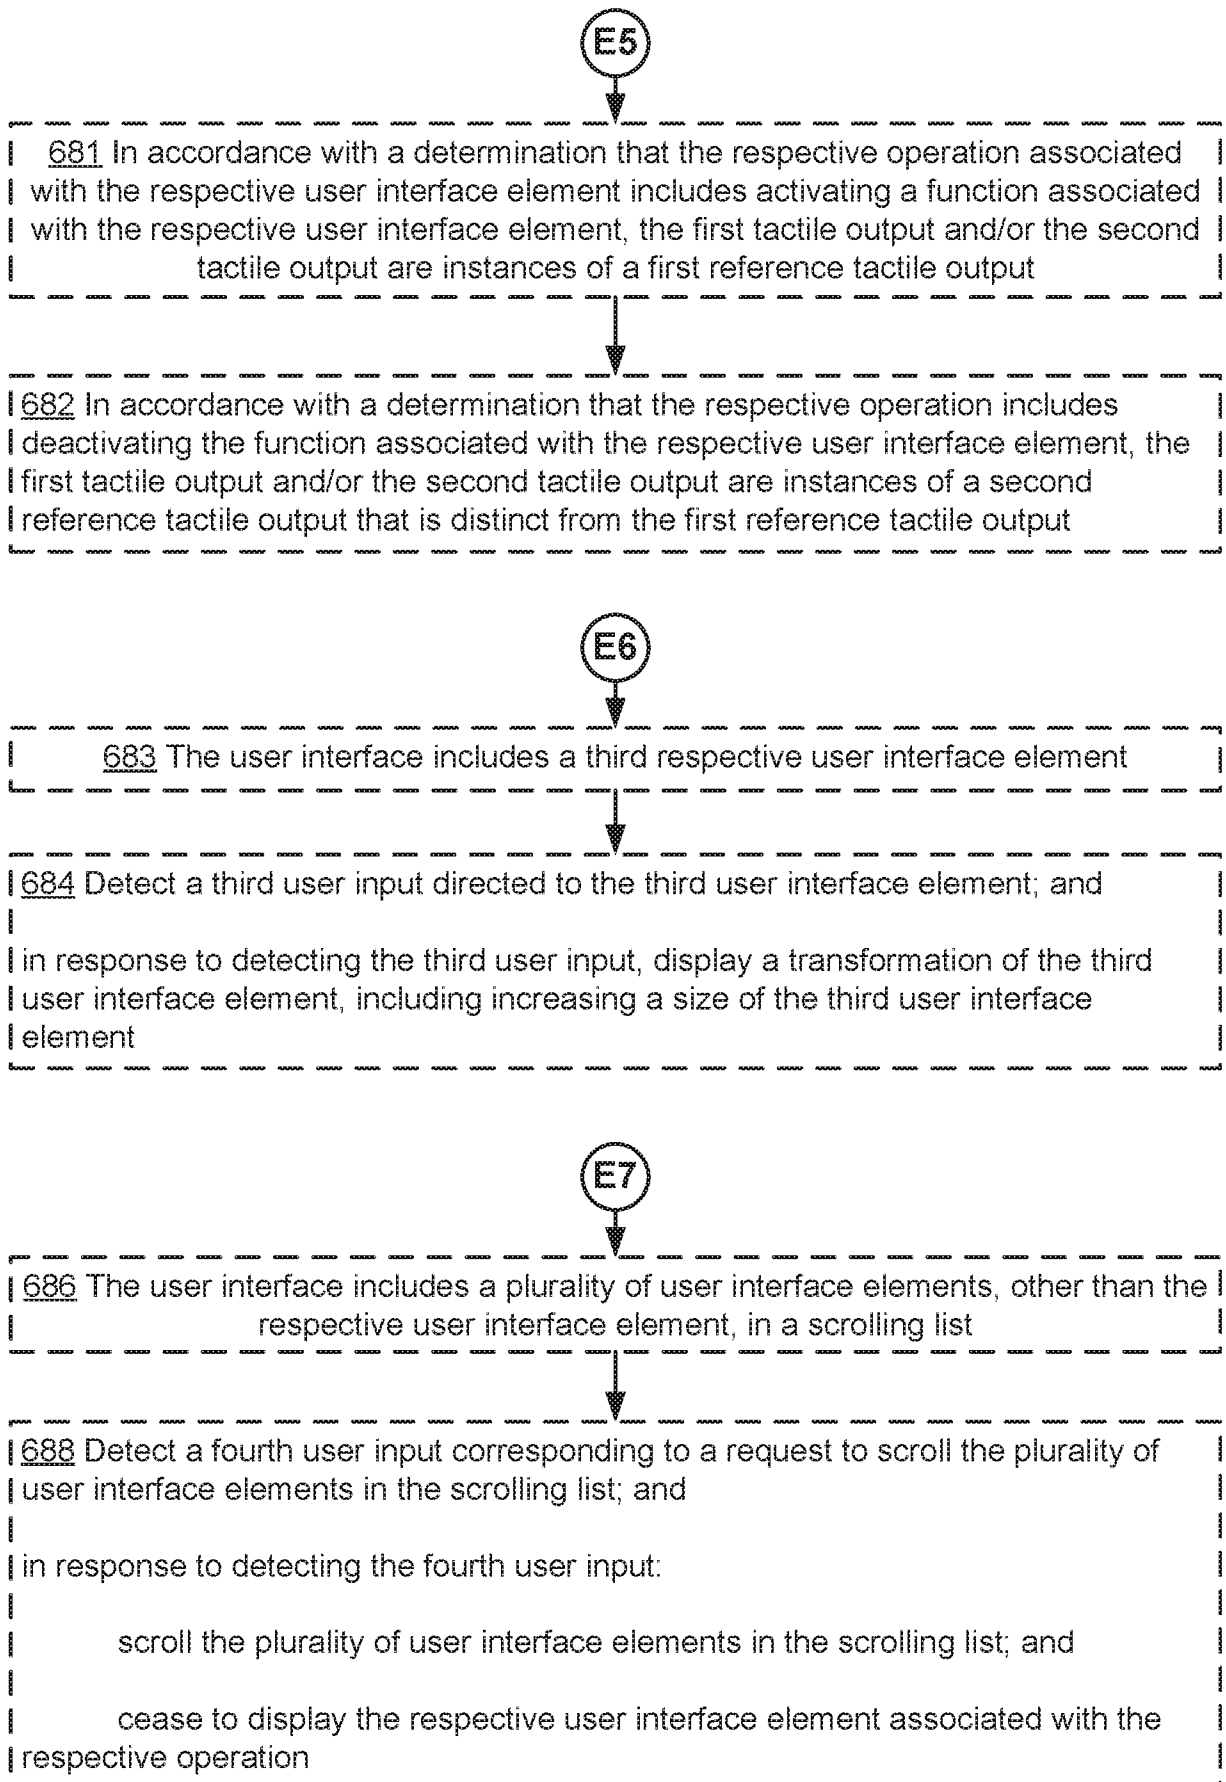 E5
681 In accordance with a determination that the respective operation associated
with the respective user interface element includes activating a function associated
with the respective user interface element, the first tactile output and/or the second
tactile output are instances of a first reference tactile output
682 In accordance with a determination that the respective operation includes
deactivating the function associated with the respective user interface element, the
first tactile output and/or the second tactile output are instances of a second
reference tactile output that is distinct from the first reference tactile output
E6
683 The user interface includes a third respective user interface element
684 Detect a third user input directed to the third user interface element; and
in response to detecting the third user input, display a transformation of the third
user interface element, including increasing a size of the third user interface
element
E7
686 The user interface includes a plurality of user interface elements, other than the
respective user interface element, in a scrolling list
688 Detect a fourth user input corresponding to a request to scroll the plurality of
user interface elements in the scrolling list; and
in response to detecting the fourth user input:
scroll the plurality of user interface elements in the scrolling list; and
cease to display the respective user interface element associated with the
respective operation